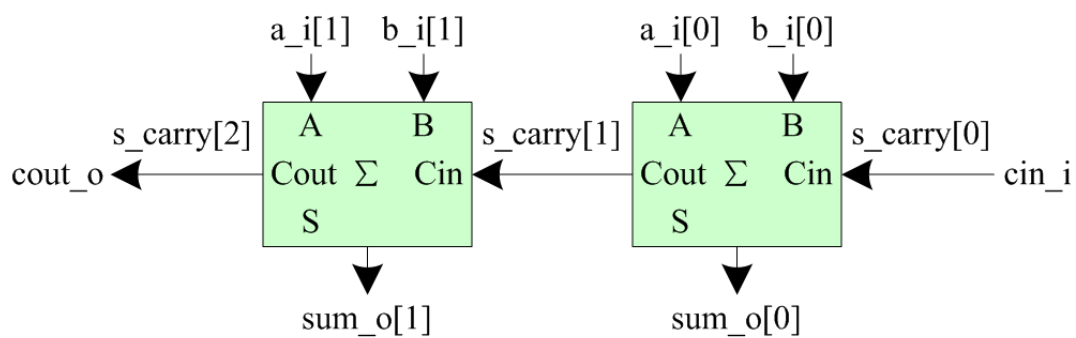 a_i[1] b_i[1] a_i[0] b_i[0]
A B A B
s_carry[2] s_carry[1] s_carry[0]
cout_o Cout Σ Cin Cout Σ Cin cin_i
S S
sum_o[1] sum_o[0]